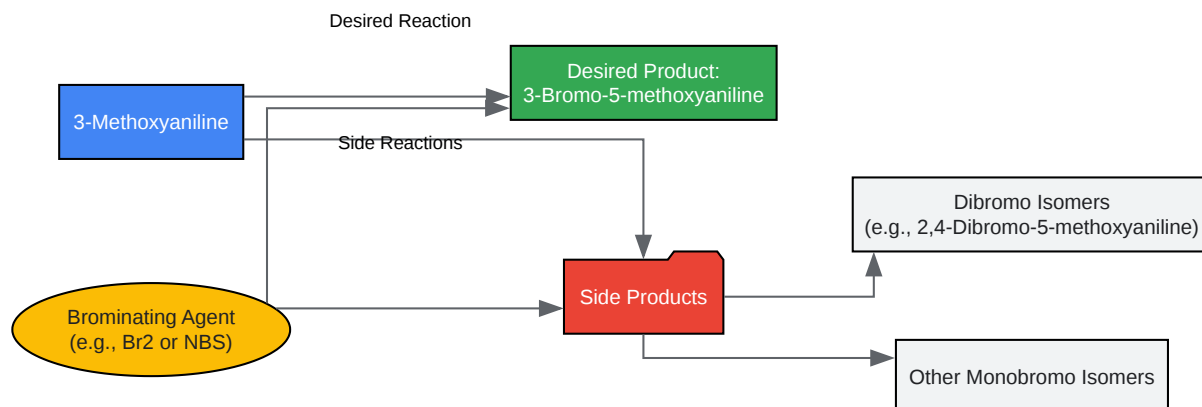 Desired Reaction
Desired Product:
3-Bromo-5-methoxyaniline
3-Methoxyaniline
Side Reactions
Dibromo Isomers
(e.g., 2,4-Dibromo-5-methoxyaniline)
Side Products
Brominating Agent
(e.g., Br2 or NBS)
Other Monobromo Isomers